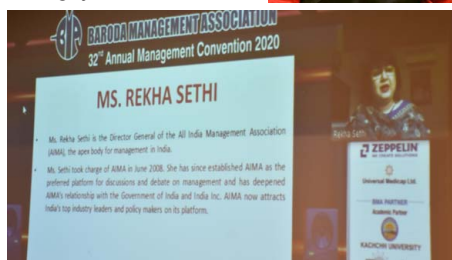 BMA
BARODA MANAGEMENT ASSOCIATION
32nd Annual Management Convention 2020
MS. REKHA SETHI
• Ms. Rekha Sethi is the Director General of the All India Management Association
(AIMA), the apex body for management in India.
• Ms. Sethi took charge of AIMA in June 2008. She has since established AIMA as the
preferred platform for discussions and debate on management and has deepened
AIMA's relationship with the Government of India and India Inc. AIMA now attracts
India's top industry leaders and policy makers on its platform.
Rekha Sethi
ZEPPELIN
Universal Medicap Ltd.
BMA PARTNER
Academic Partner
KACHCHH UNIVERSITY